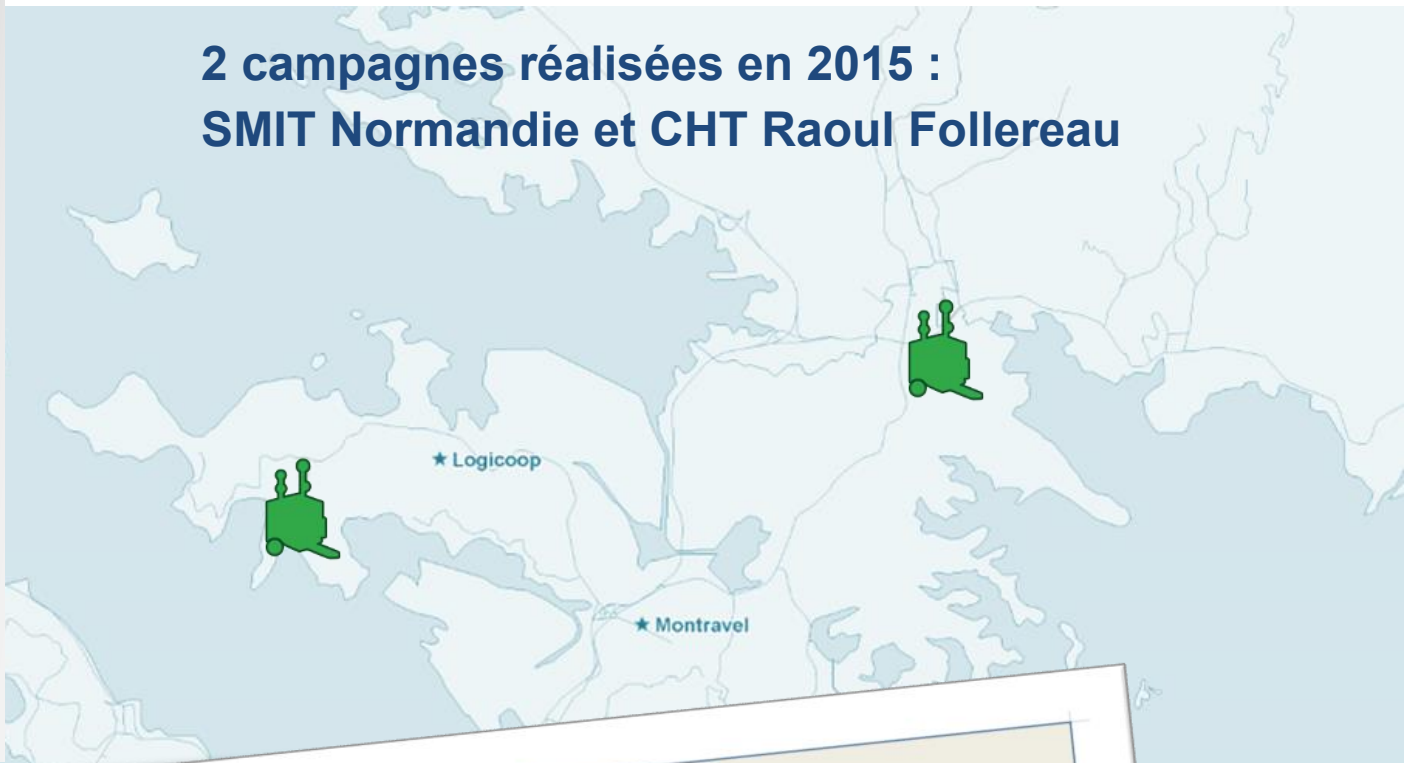 2 campagnes réalisées en 2015 :
SMIT Normandie et CHT Raoul Follereau
★ Logicoop
★ Montravel